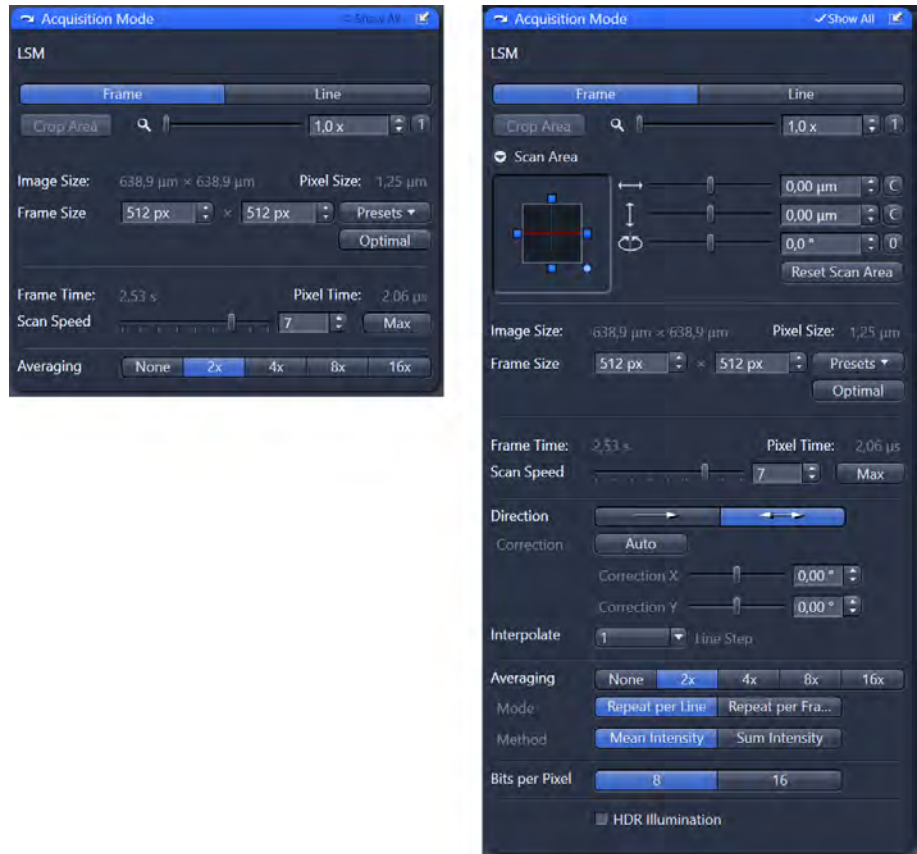 Acquisition Mode Show All
LSM
Frame Line
Crop Area 1,0 x 1
Image Size: 638,9 µm × 638,9 µm Pixel Size: 1,25 µm
Frame Size 512 px × 512 px Presets
Optimal
Frame Time: 2,53 s Pixel Time: 2,06 µs
Scan Speed 7 Max
Averaging None 2x 4x 8x 16x
Acquisition Mode Show All
LSM
Frame Line
Crop Area 1,0 x 1
Scan Area
0,00 µm C
0,00 µm C
0,0 ° 0
Reset Scan Area
Image Size: 638,9 µm × 638,9 µm Pixel Size: 1,25 µm
Frame Size 512 px × 512 px Presets
Optimal
Frame Time: 2,53 s Pixel Time: 2,06 µs
Scan Speed 7 Max
Direction
Correction Auto
Correction X 0,00 °
Correction Y 0,00 °
Interpolate 1 Line Step
Averaging None 2x 4x 8x 16x
Mode Repeat per Line Repeat per Fra...
Method Mean Intensity Sum Intensity
Bits per Pixel 8 16
HDR Illumination